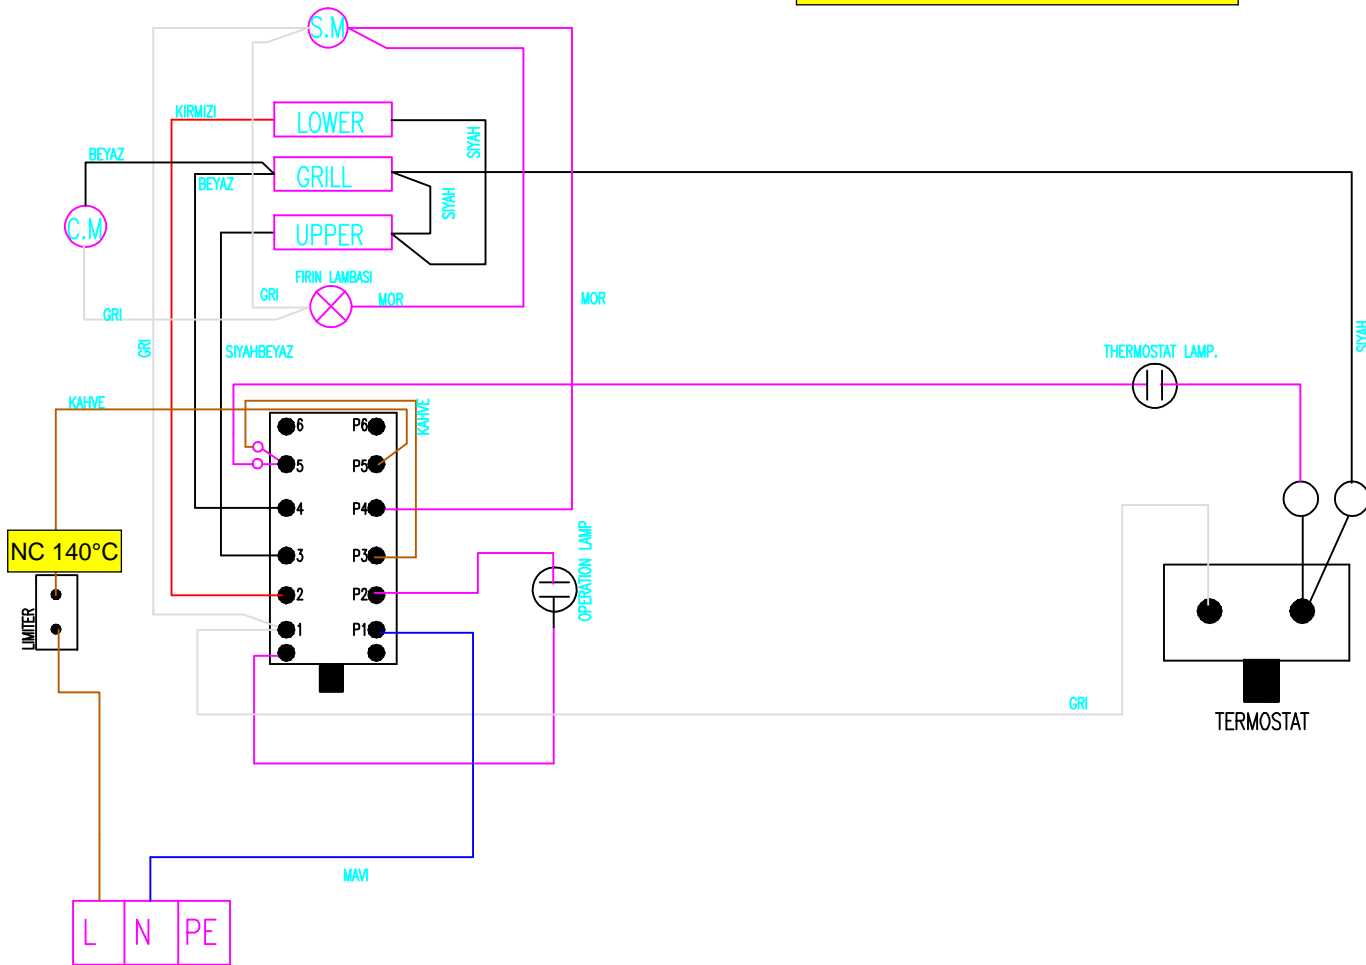 S.M
KIRMIZI
LOWER
SIYAH
BEYAZ
GRILL
BEYAZ
SIYAH
C.M
UPPER
FIRIN LAMBASI
GRI
MOR
MOR
GRI
GRI
SIYAHBEYAZ
THERMOSTAT LAMP.
SIYAH
KAHVE
KAHVE
6 P6
5 P5
4 P4
3 P3
2 P2
1 P1
NC 140°C
LIMITER
OPERATION LAMP
GRI
TERMOSTAT
MAVI
L N PE